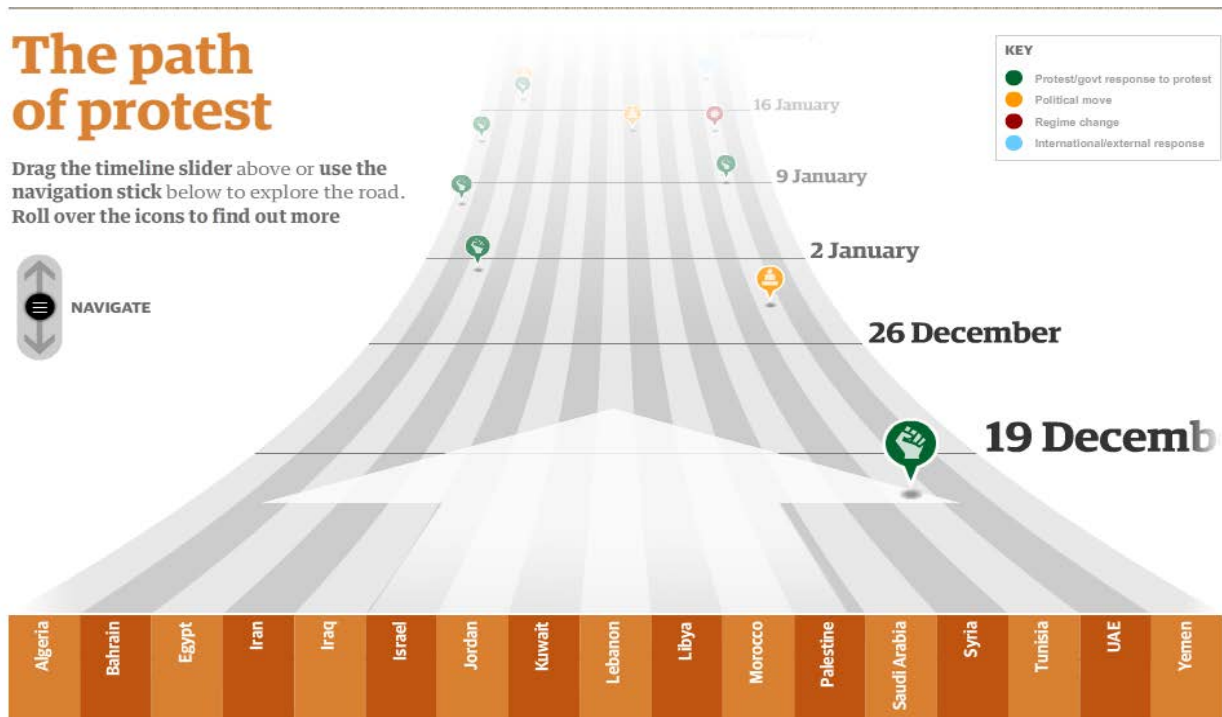 The path
of protest
Drag the timeline slider above or use the
navigation stick below to explore the road.
Roll over the icons to find out more
NAVIGATE
KEY
Protest/govt response to protest
Political move
Regime change
International/external response
16 January
9 January
2 January
26 December
19 Decemb
Algeria
Bahrain
Egypt
Iran
Iraq
Israel
Jordan
Kuwait
Lebanon
Libya
Morocco
Palestine
Saudi Arabia
Syria
Tunisia
UAE
Yemen